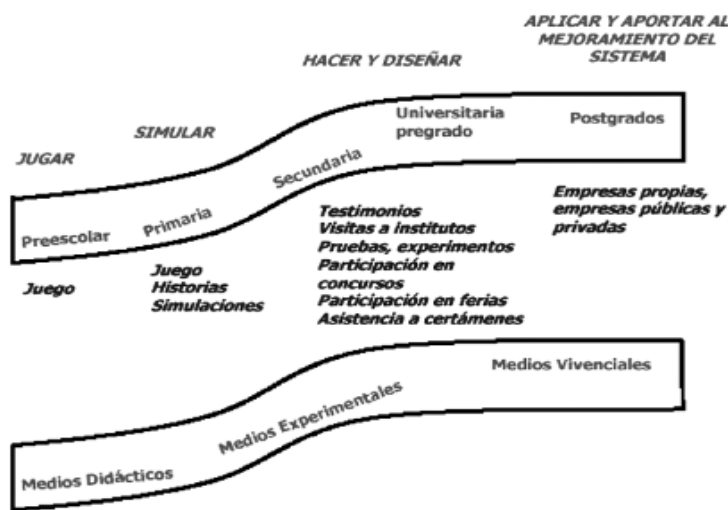 APLICAR Y APORTAR AL
MEJORAMIENTO DEL
SISTEMA
HACER Y DISEÑAR
SIMULAR
JUGAR
Universitaria
pregrado
Postgrados
Secundaria
Primaria
Preescolar
Juego
Juego
Historias
Simulaciones
Testimonios
Visitas a institutos
Pruebas, experimentos
Participación en
concursos
Participación en ferias
Asistencia a certámenes
Empresas propias,
empresas públicas y
privadas
Medios Vivenciales
Medios Experimentales
Medios Didácticos